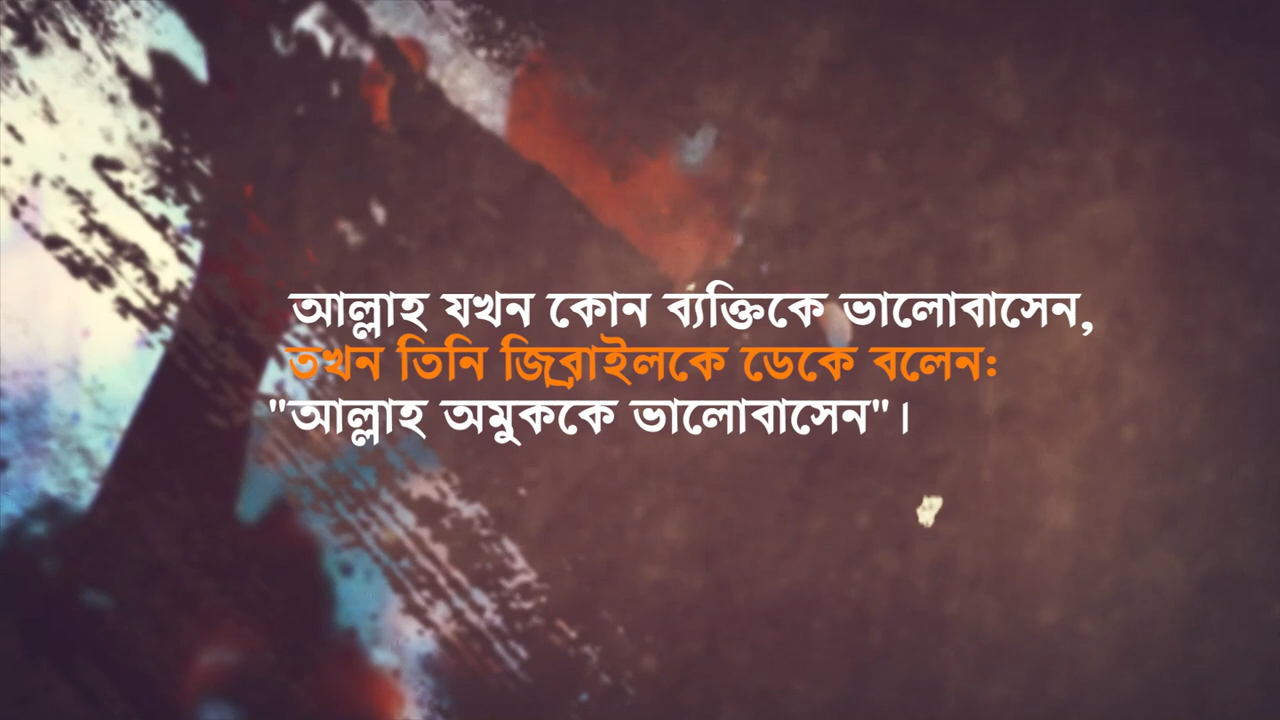 আল্লাহ যখন কোন ব্যক্তিকে ভালোবাসেন,
তখন তিনি জিব্রাইলকে ডেকে বলেন:
"আল্লাহ অমুককে ভালোবাসেন"।